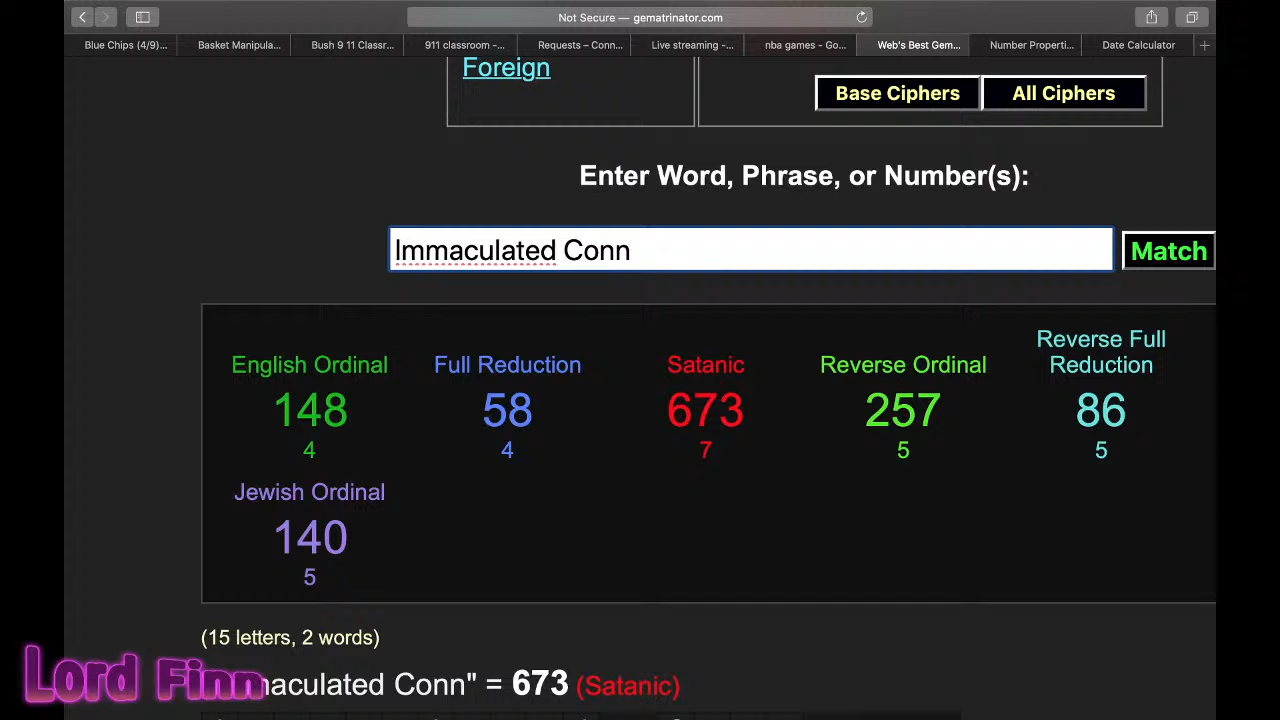 Not Secure — gematrinator.com
Blue Chips (4/9)... Basket Manipula... Bush 9 11 Classr... 911 classroom -... Requests – Conn... Live streaming -... nba games - Go... Web's Best Gem... Number Properti... Date Calculator
Foreign
Base Ciphers All Ciphers
Enter Word, Phrase, or Number(s):
Immaculated Conn Match
English Ordinal Full Reduction Satanic Reverse Ordinal Reverse Full Reduction
148 58 673 257 86
4 4 7 5 5
Jewish Ordinal
140
5
(15 letters, 2 words)
Lord Finn
maculated Conn" = 673 (Satanic)